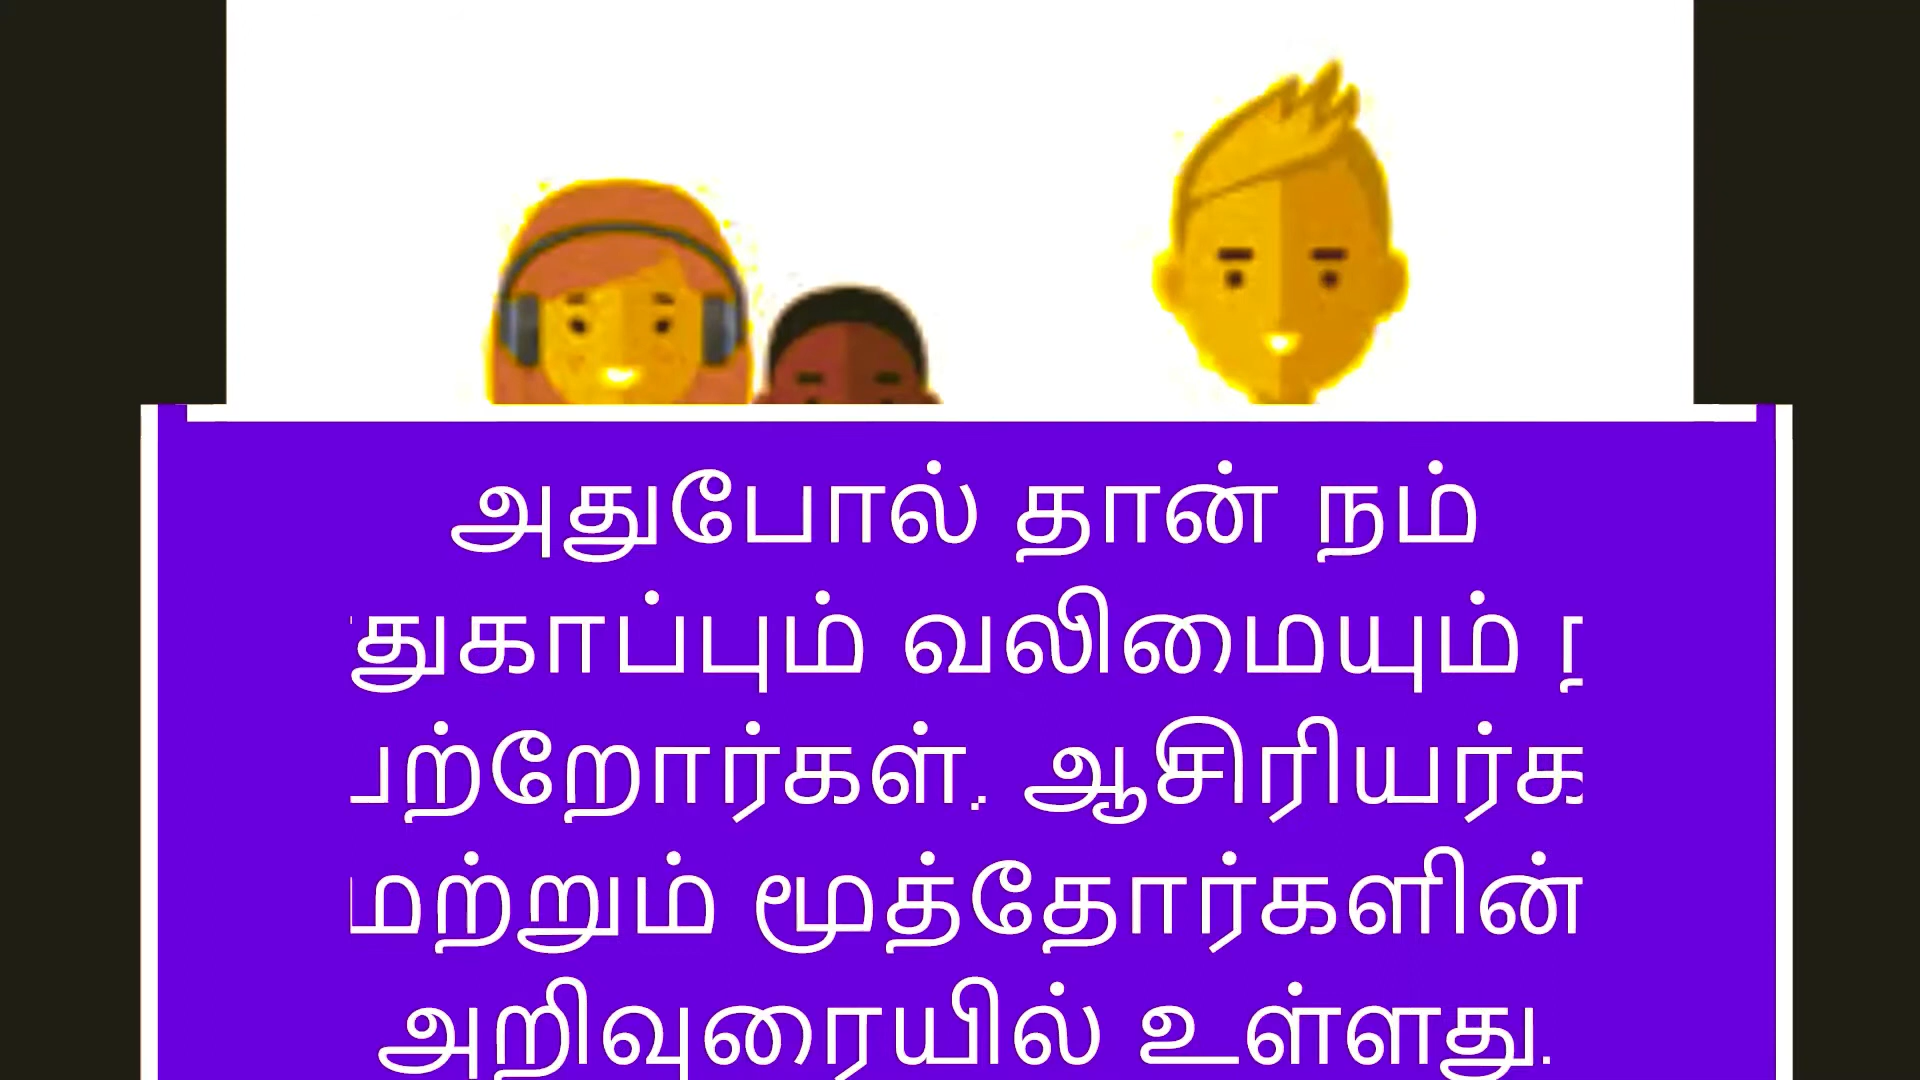 அதுபோல் தான் நம்
துகாப்பும் வலிமையும்
ற்றோர்கள். ஆசிரியர்க
மற்றும் மூத்தோர்களின்
அறிவுரையில் உள்ளது.